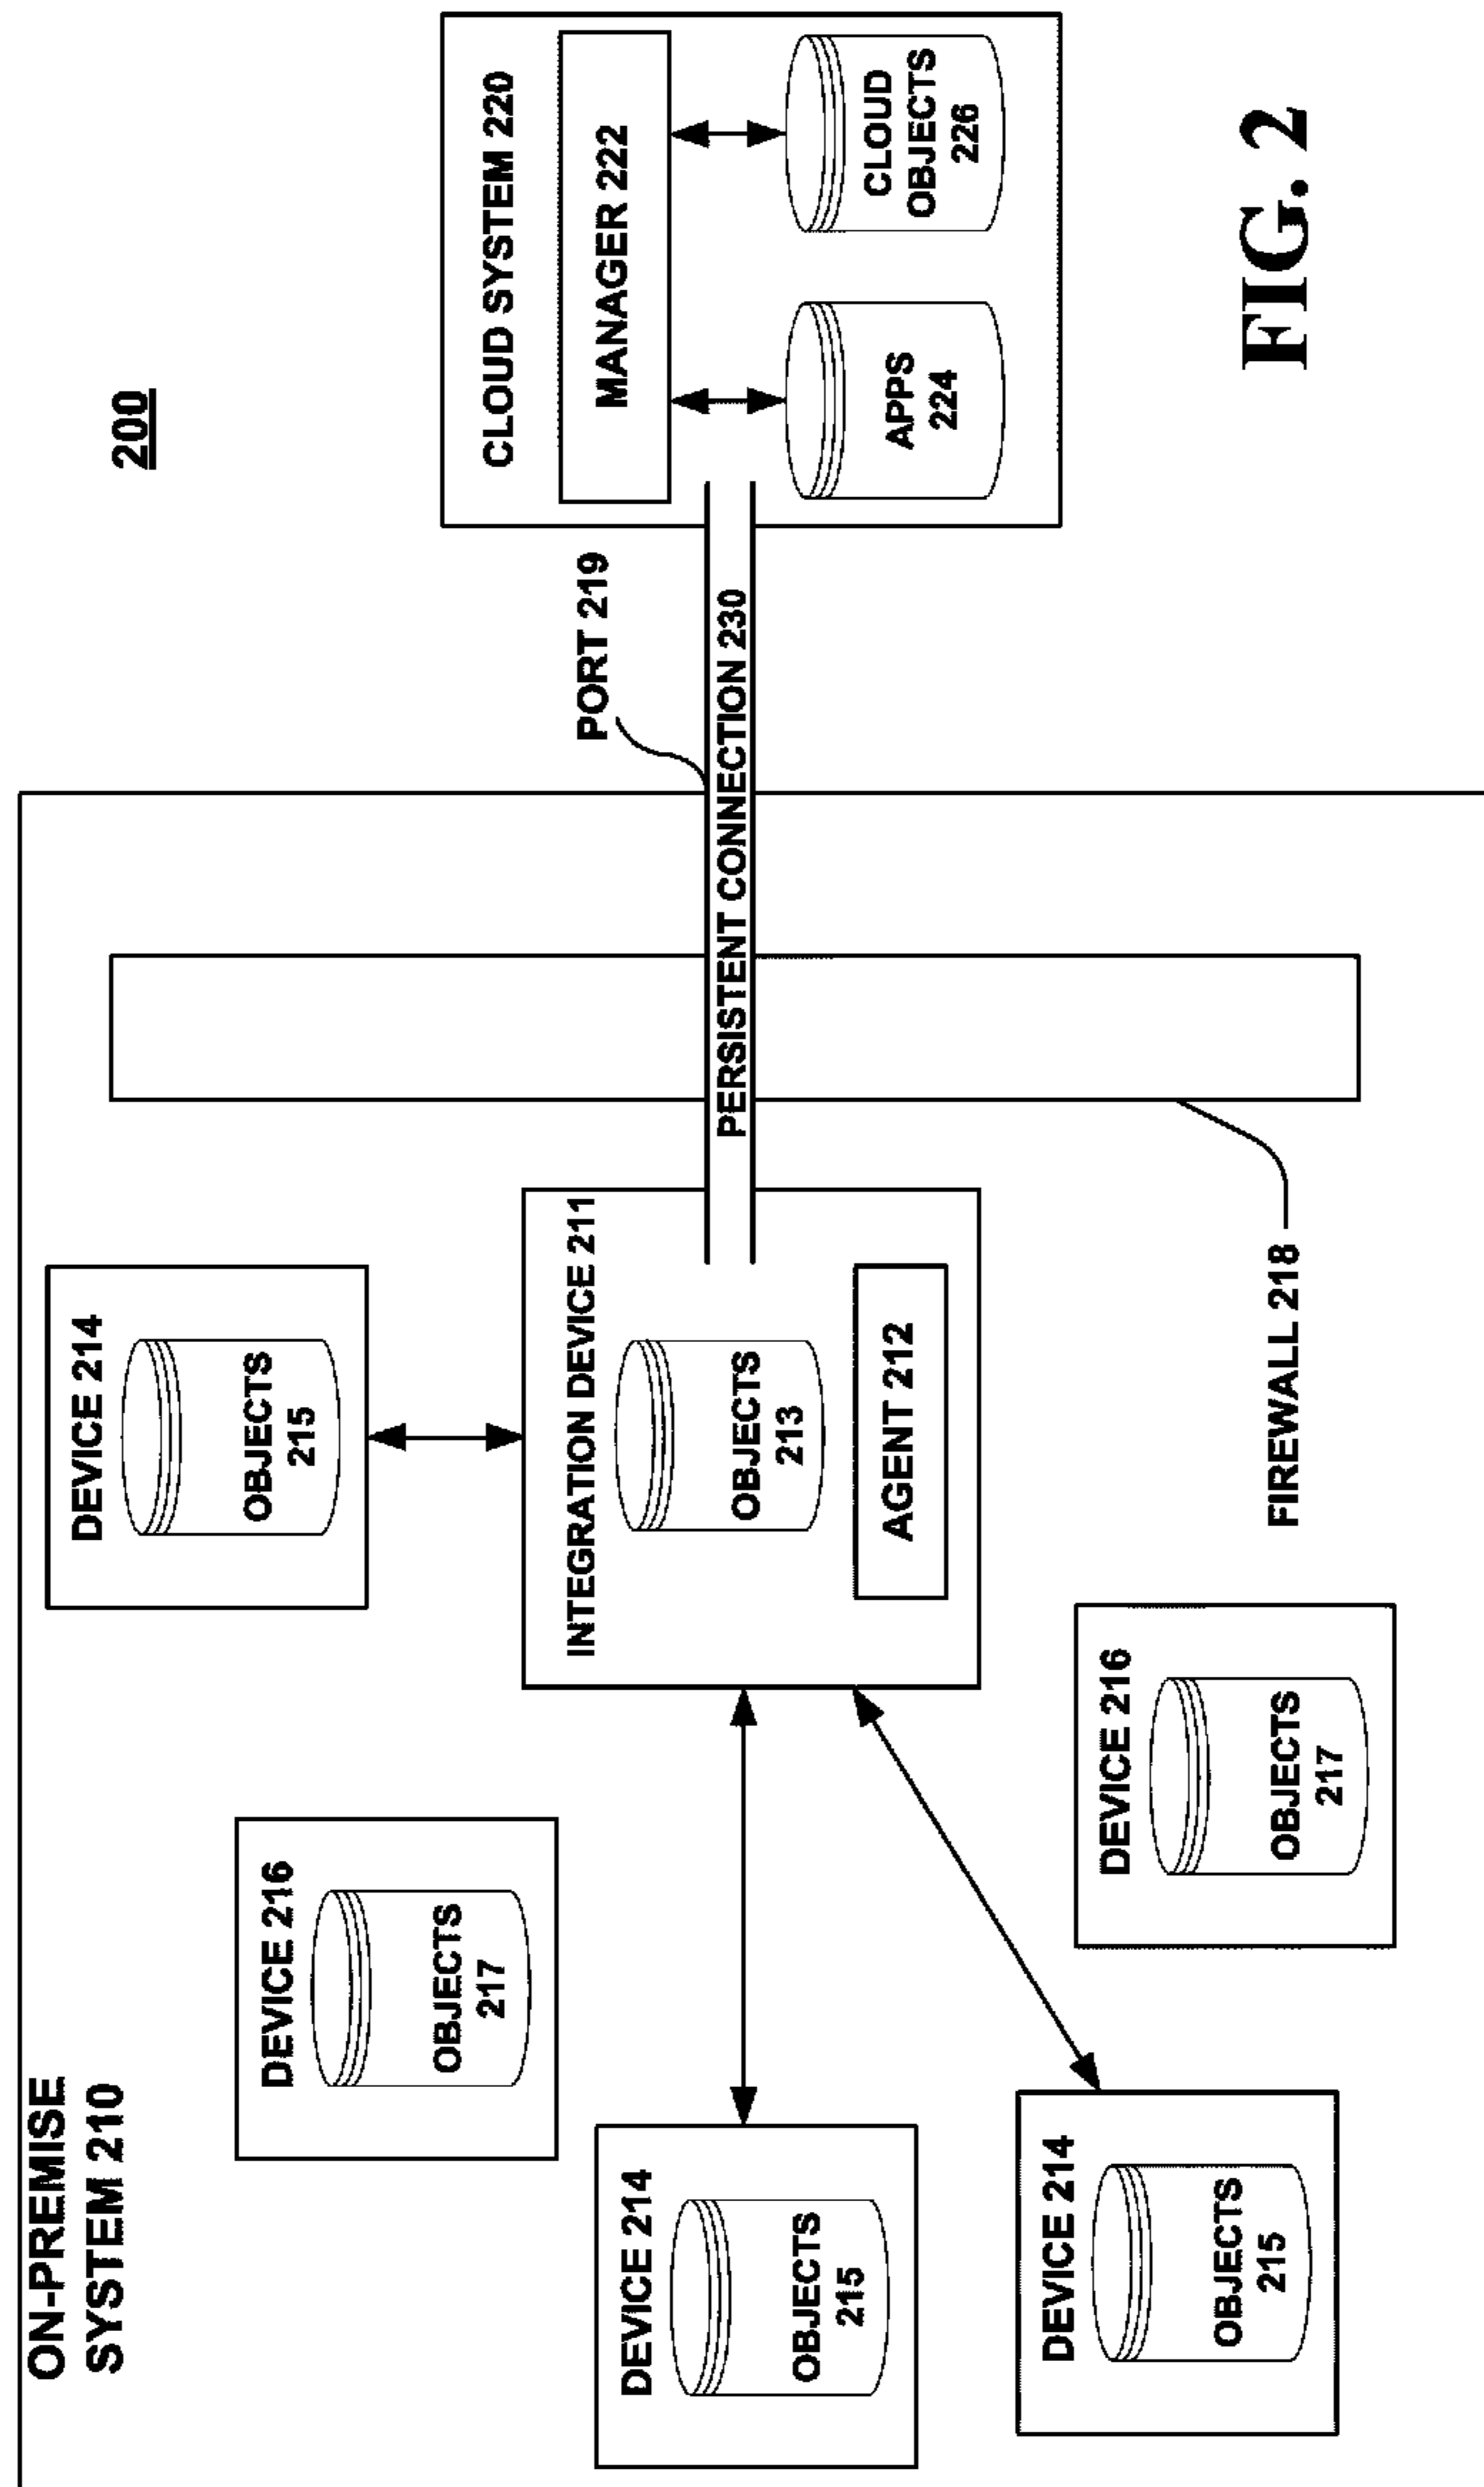 200
ON-PREMISE
SYSTEM 210
DEVICE 216
OBJECTS
217
DEVICE 214
OBJECTS
215
DEVICE 214
OBJECTS
215
DEVICE 214
OBJECTS
215
DEVICE 216
OBJECTS
217
INTEGRATION DEVICE 211
OBJECTS
213
AGENT 212
FIREWALL 218
PERSISTENT CONNECTION 230
PORT 219
CLOUD SYSTEM 220
MANAGER 222
APPS
224
CLOUD
OBJECTS
226
FIG. 2